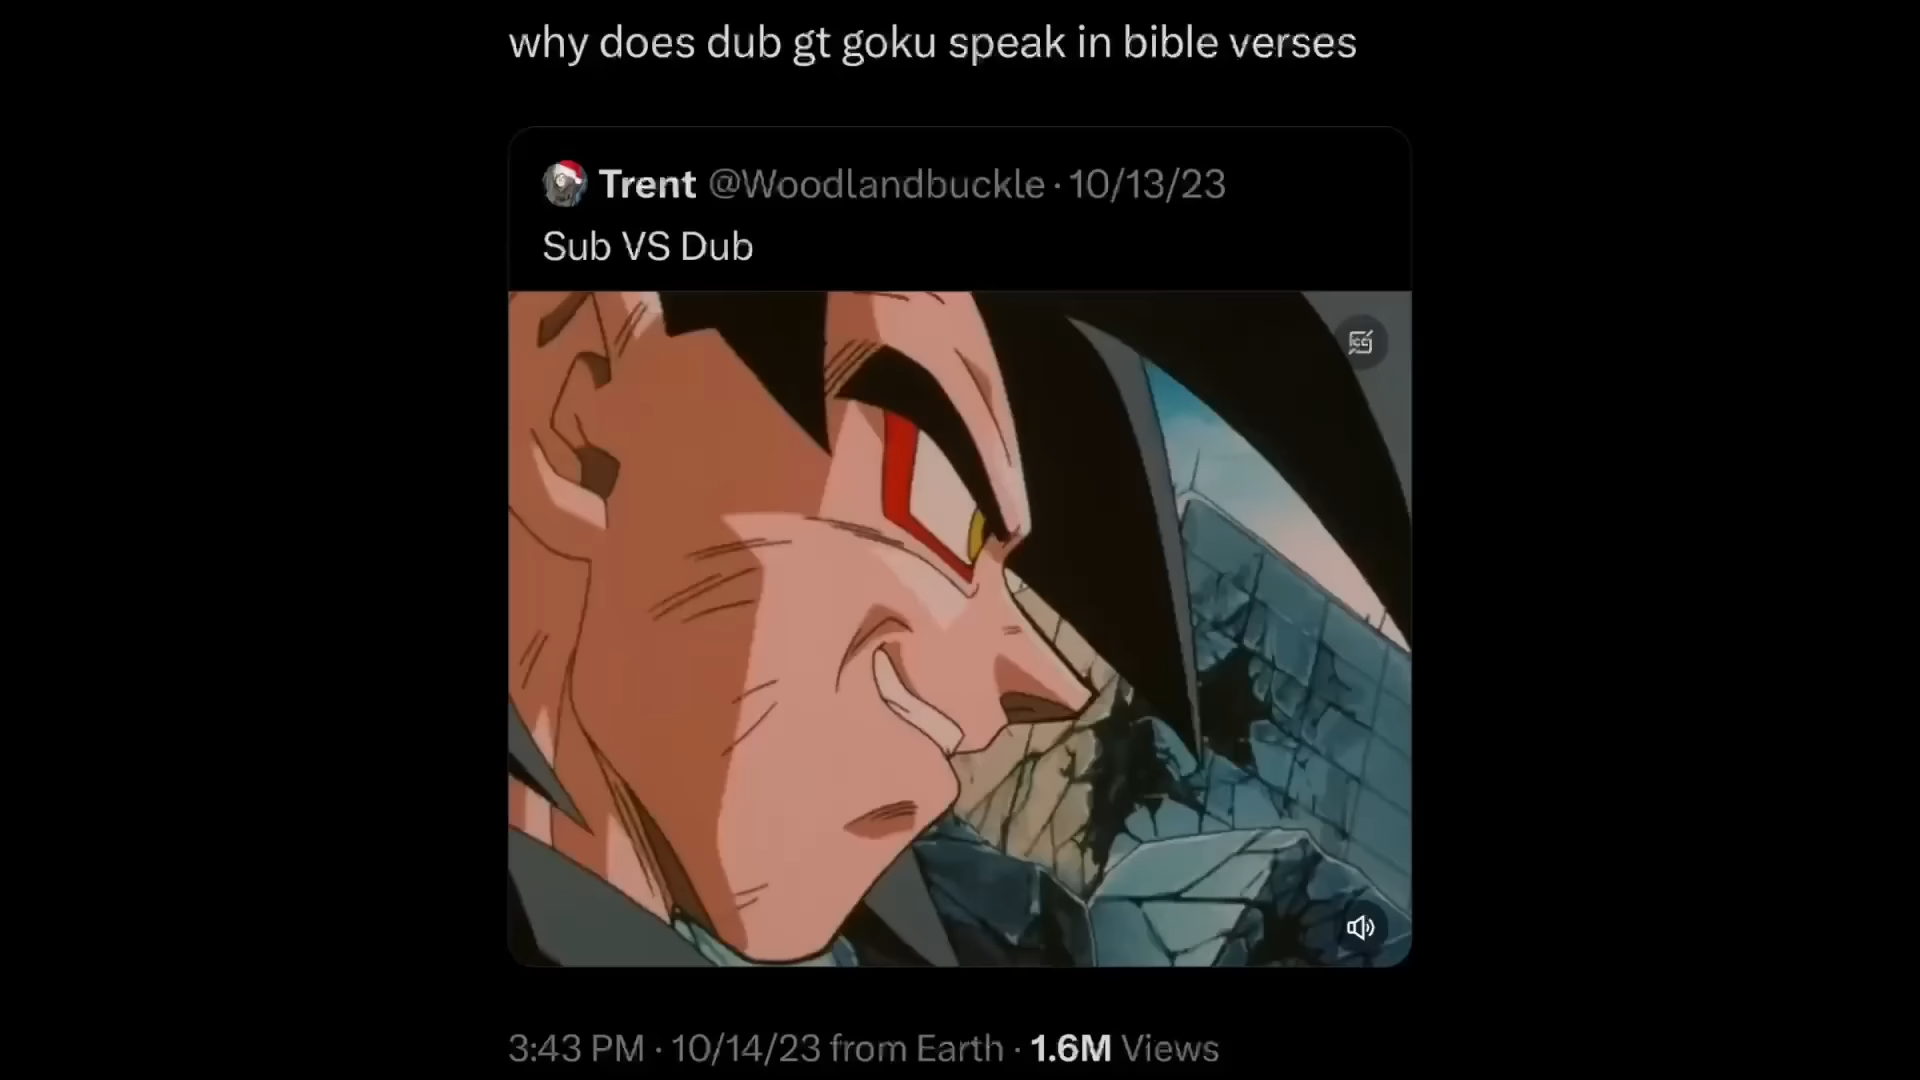 why does dub gt goku speak in bible verses
Trent @Woodlandbuckle · 10/13/23
Sub VS Dub
3:43 PM · 10/14/23 from Earth · 1.6M Views